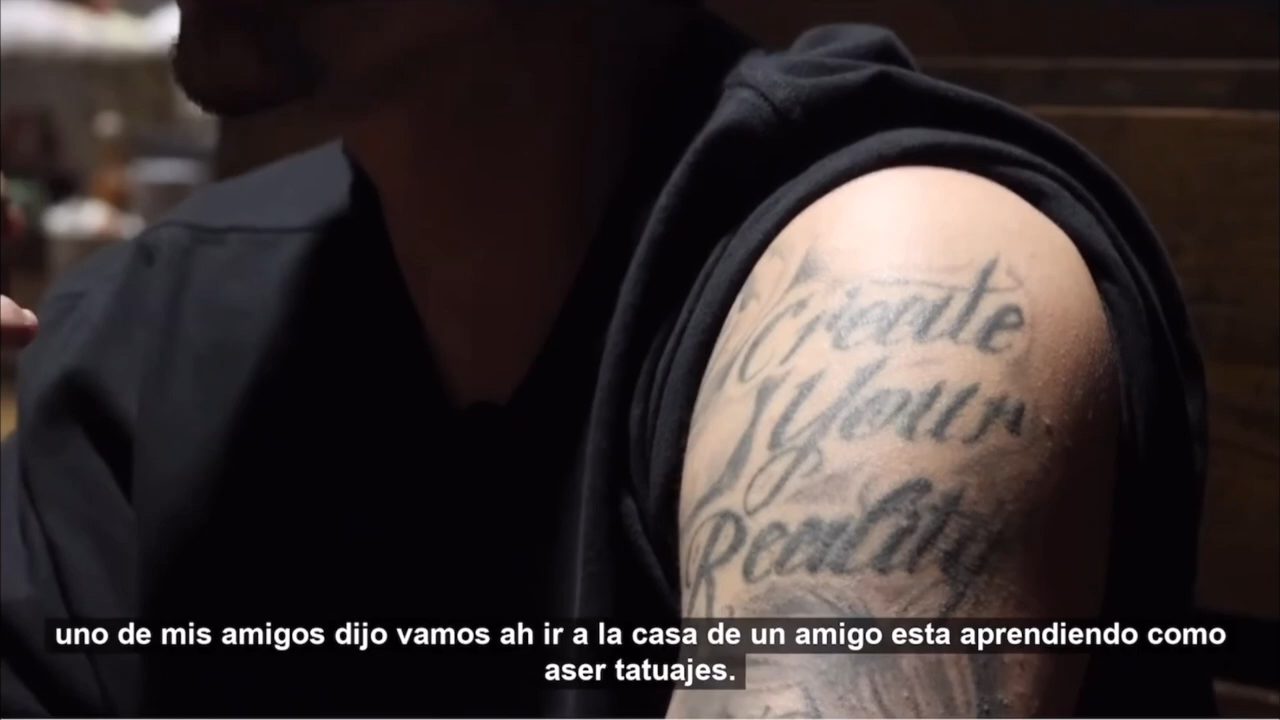 Create
Your
Reality
uno de mis amigos dijo vamos ah ir a la casa de un amigo esta aprendiendo como
aser tatuajes.